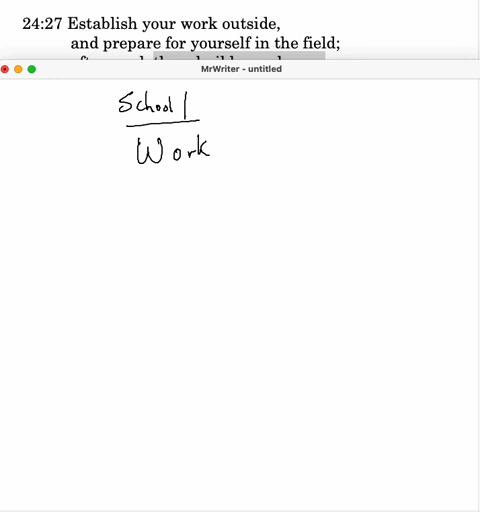 24:27 Establish your work outside,
and prepare for yourself in the field;
MrWriter - untitled
School
Work